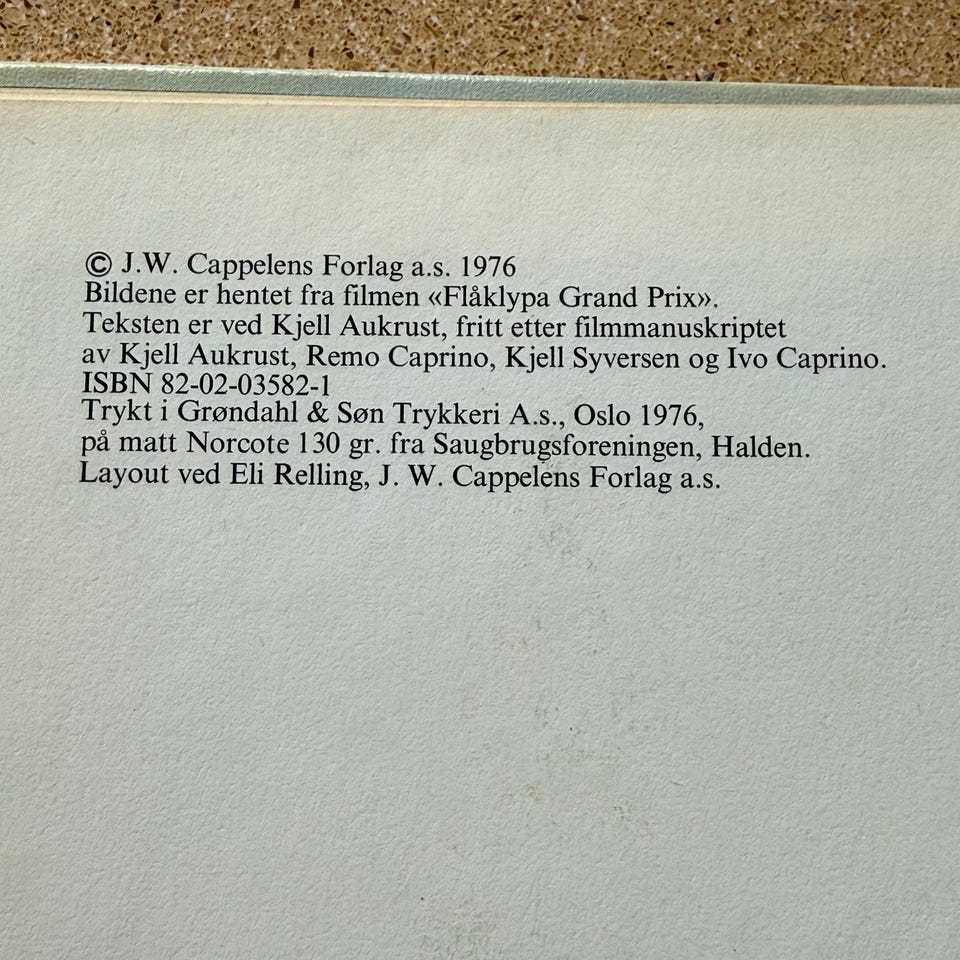 © J.W. Cappelens Forlag a.s. 1976
Bildene er hentet fra filmen «Flåklypa Grand Prix».
Teksten er ved Kjell Aukrust, fritt etter filmmanuskriptet
av Kjell Aukrust, Remo Caprino, Kjell Syversen og Ivo Caprino.
ISBN 82-02-03582-1
Trykt i Grøndahl & Søn Trykkeri A.s., Oslo 1976,
på matt Norcote 130 gr. fra Saugbrugsforeningen, Halden.
Layout ved Eli Relling, J. W. Cappelens Forlag a.s.